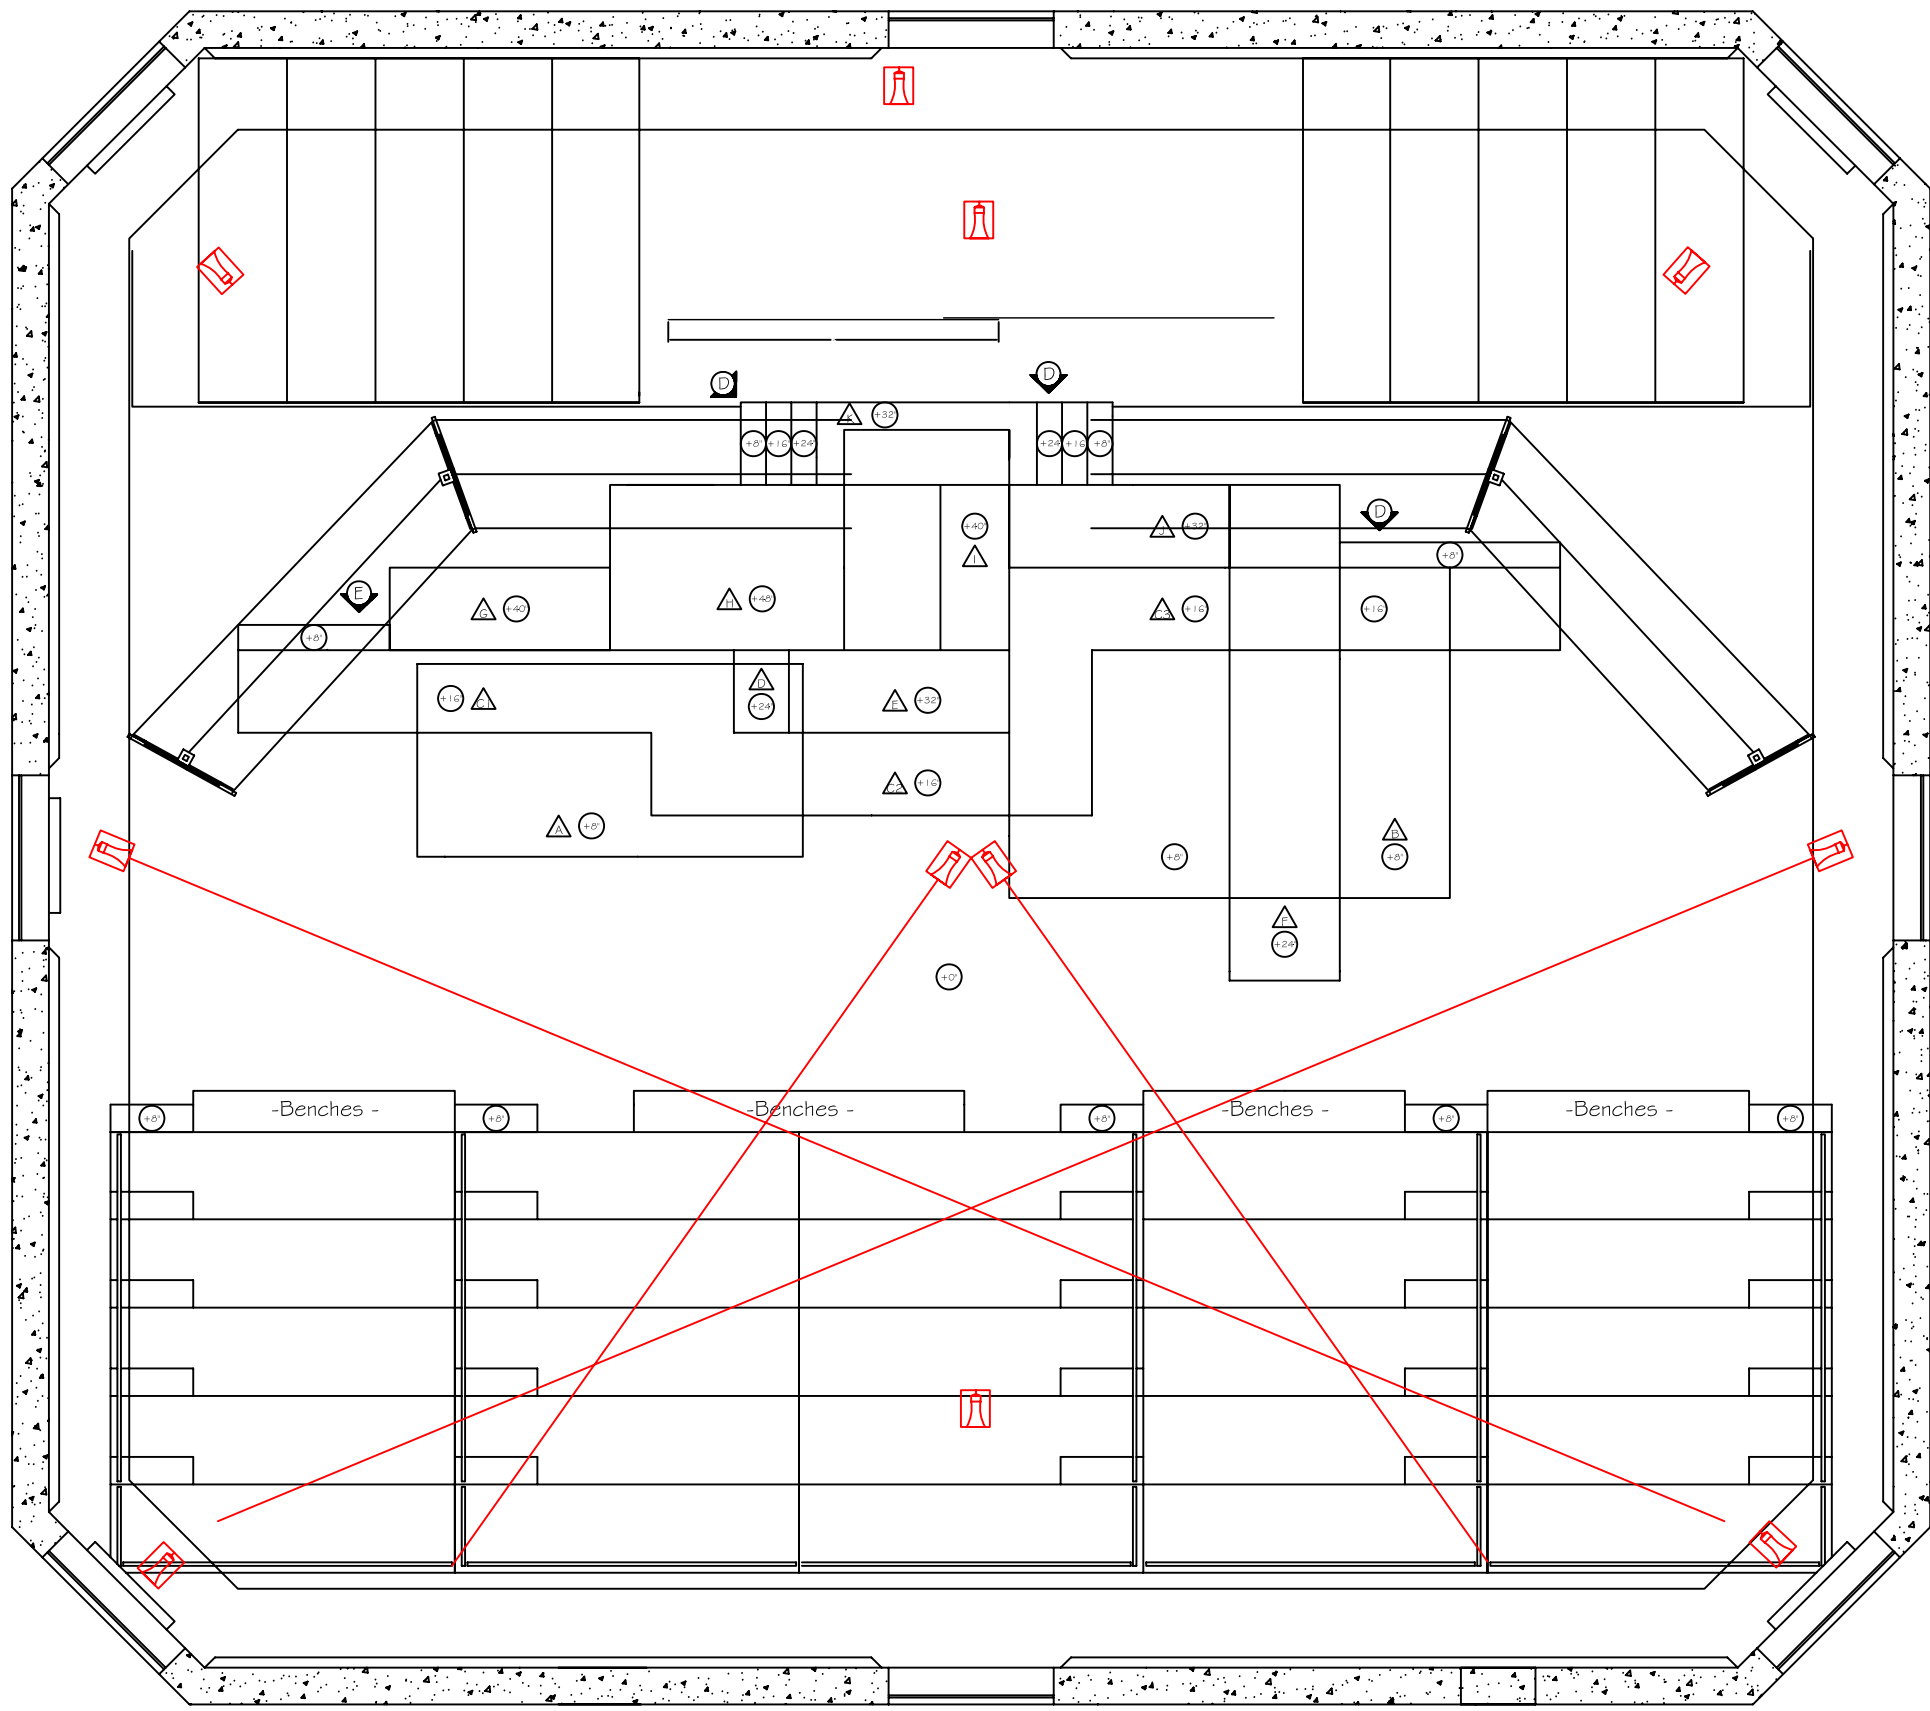 D
D
K +32"
+8" +16" +24"
+24" +16" +8"
D
+40"
I
J +32"
+8"
E
G +40"
H +48"
C3 +16"
+16"
+8"
+16" C1
D
+24"
E +32"
C2 +16"
A +8"
B
+8"
+8"
F
+24"
+0"
-Benches - -Benches - -Benches - -Benches -
+8" +8" +8" +8" +8"